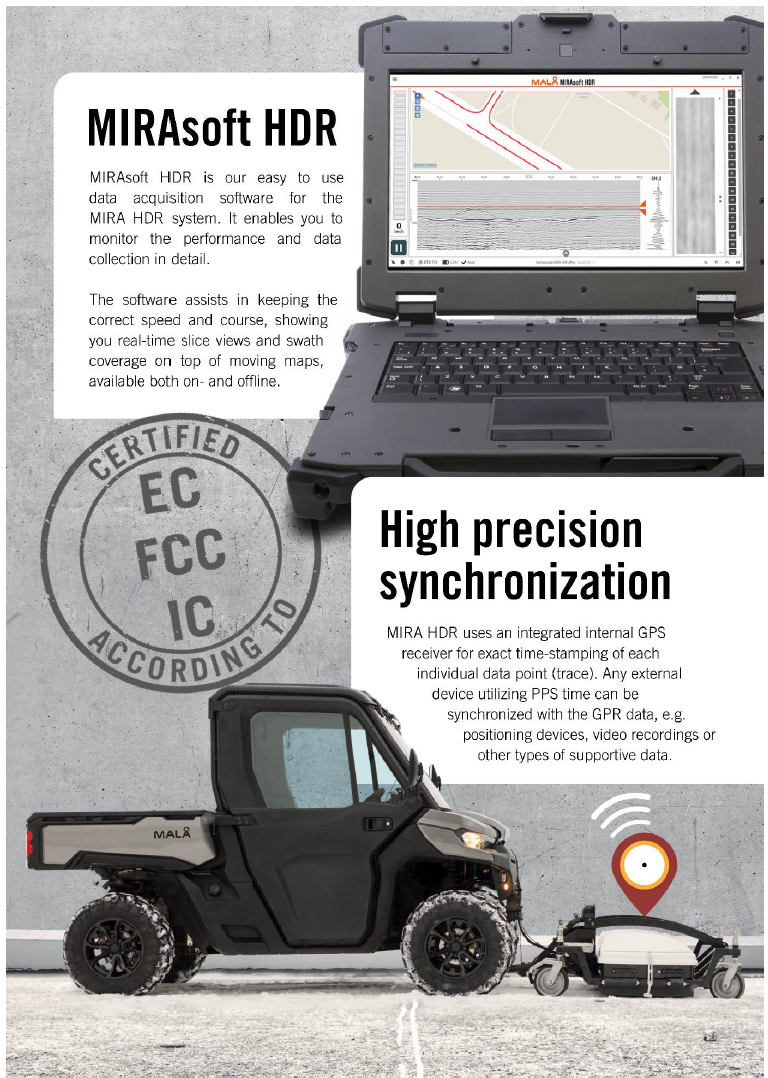 MALÅ MIRAsoft HDR
MIRAsoft HDR
MIRAsoft HDR is our easy to use
data acquisition software for the
MIRA HDR system. It enables you to
monitor the performance and data
collection in detail.
The software assists in keeping the
correct speed and course, showing
you real-time slice views and swath
coverage on top of moving maps,
available both on- and offline.
CH: 2
0
CERTIFIED
EC
FCC
IC
ACCORDING TO
High precision
synchronization
MIRA HDR uses an integrated internal GPS
receiver for exact time-stamping of each
individual data point (trace). Any external
device utilizing PPS time can be
synchronized with the GPR data, e.g.
positioning devices, video recordings or
other types of supportive data.
MALÅ